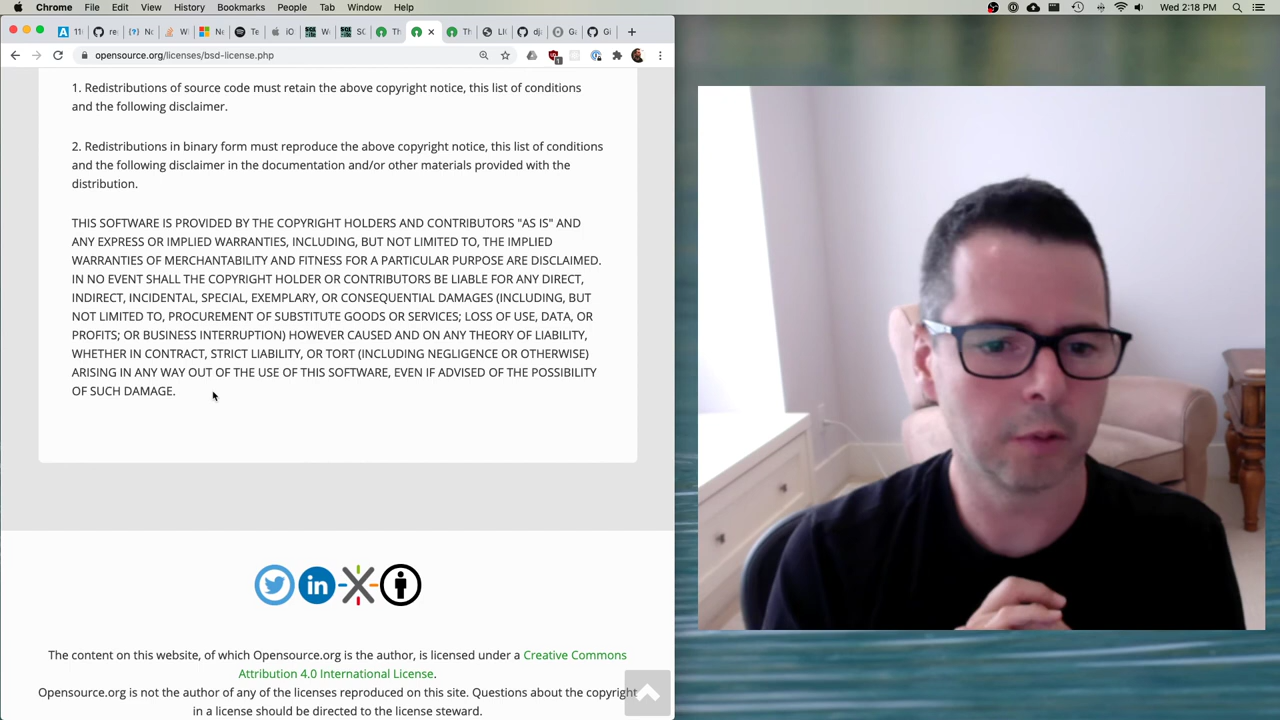 Chrome File Edit View History Bookmarks People Tab Window Help Wed 2:18 PM
opensource.org/licenses/bsd-license.php
1. Redistributions of source code must retain the above copyright notice, this list of conditions
and the following disclaimer.
2. Redistributions in binary form must reproduce the above copyright notice, this list of conditions
and the following disclaimer in the documentation and/or other materials provided with the
distribution.
THIS SOFTWARE IS PROVIDED BY THE COPYRIGHT HOLDERS AND CONTRIBUTORS "AS IS" AND
ANY EXPRESS OR IMPLIED WARRANTIES, INCLUDING, BUT NOT LIMITED TO, THE IMPLIED
WARRANTIES OF MERCHANTABILITY AND FITNESS FOR A PARTICULAR PURPOSE ARE DISCLAIMED.
IN NO EVENT SHALL THE COPYRIGHT HOLDER OR CONTRIBUTORS BE LIABLE FOR ANY DIRECT,
INDIRECT, INCIDENTAL, SPECIAL, EXEMPLARY, OR CONSEQUENTIAL DAMAGES (INCLUDING, BUT
NOT LIMITED TO, PROCUREMENT OF SUBSTITUTE GOODS OR SERVICES; LOSS OF USE, DATA, OR
PROFITS; OR BUSINESS INTERRUPTION) HOWEVER CAUSED AND ON ANY THEORY OF LIABILITY,
WHETHER IN CONTRACT, STRICT LIABILITY, OR TORT (INCLUDING NEGLIGENCE OR OTHERWISE)
ARISING IN ANY WAY OUT OF THE USE OF THIS SOFTWARE, EVEN IF ADVISED OF THE POSSIBILITY
OF SUCH DAMAGE.
in
The content on this website, of which Opensource.org is the author, is licensed under a Creative Commons
Attribution 4.0 International License.
Opensource.org is not the author of any of the licenses reproduced on this site. Questions about the copyright
in a license should be directed to the license steward.